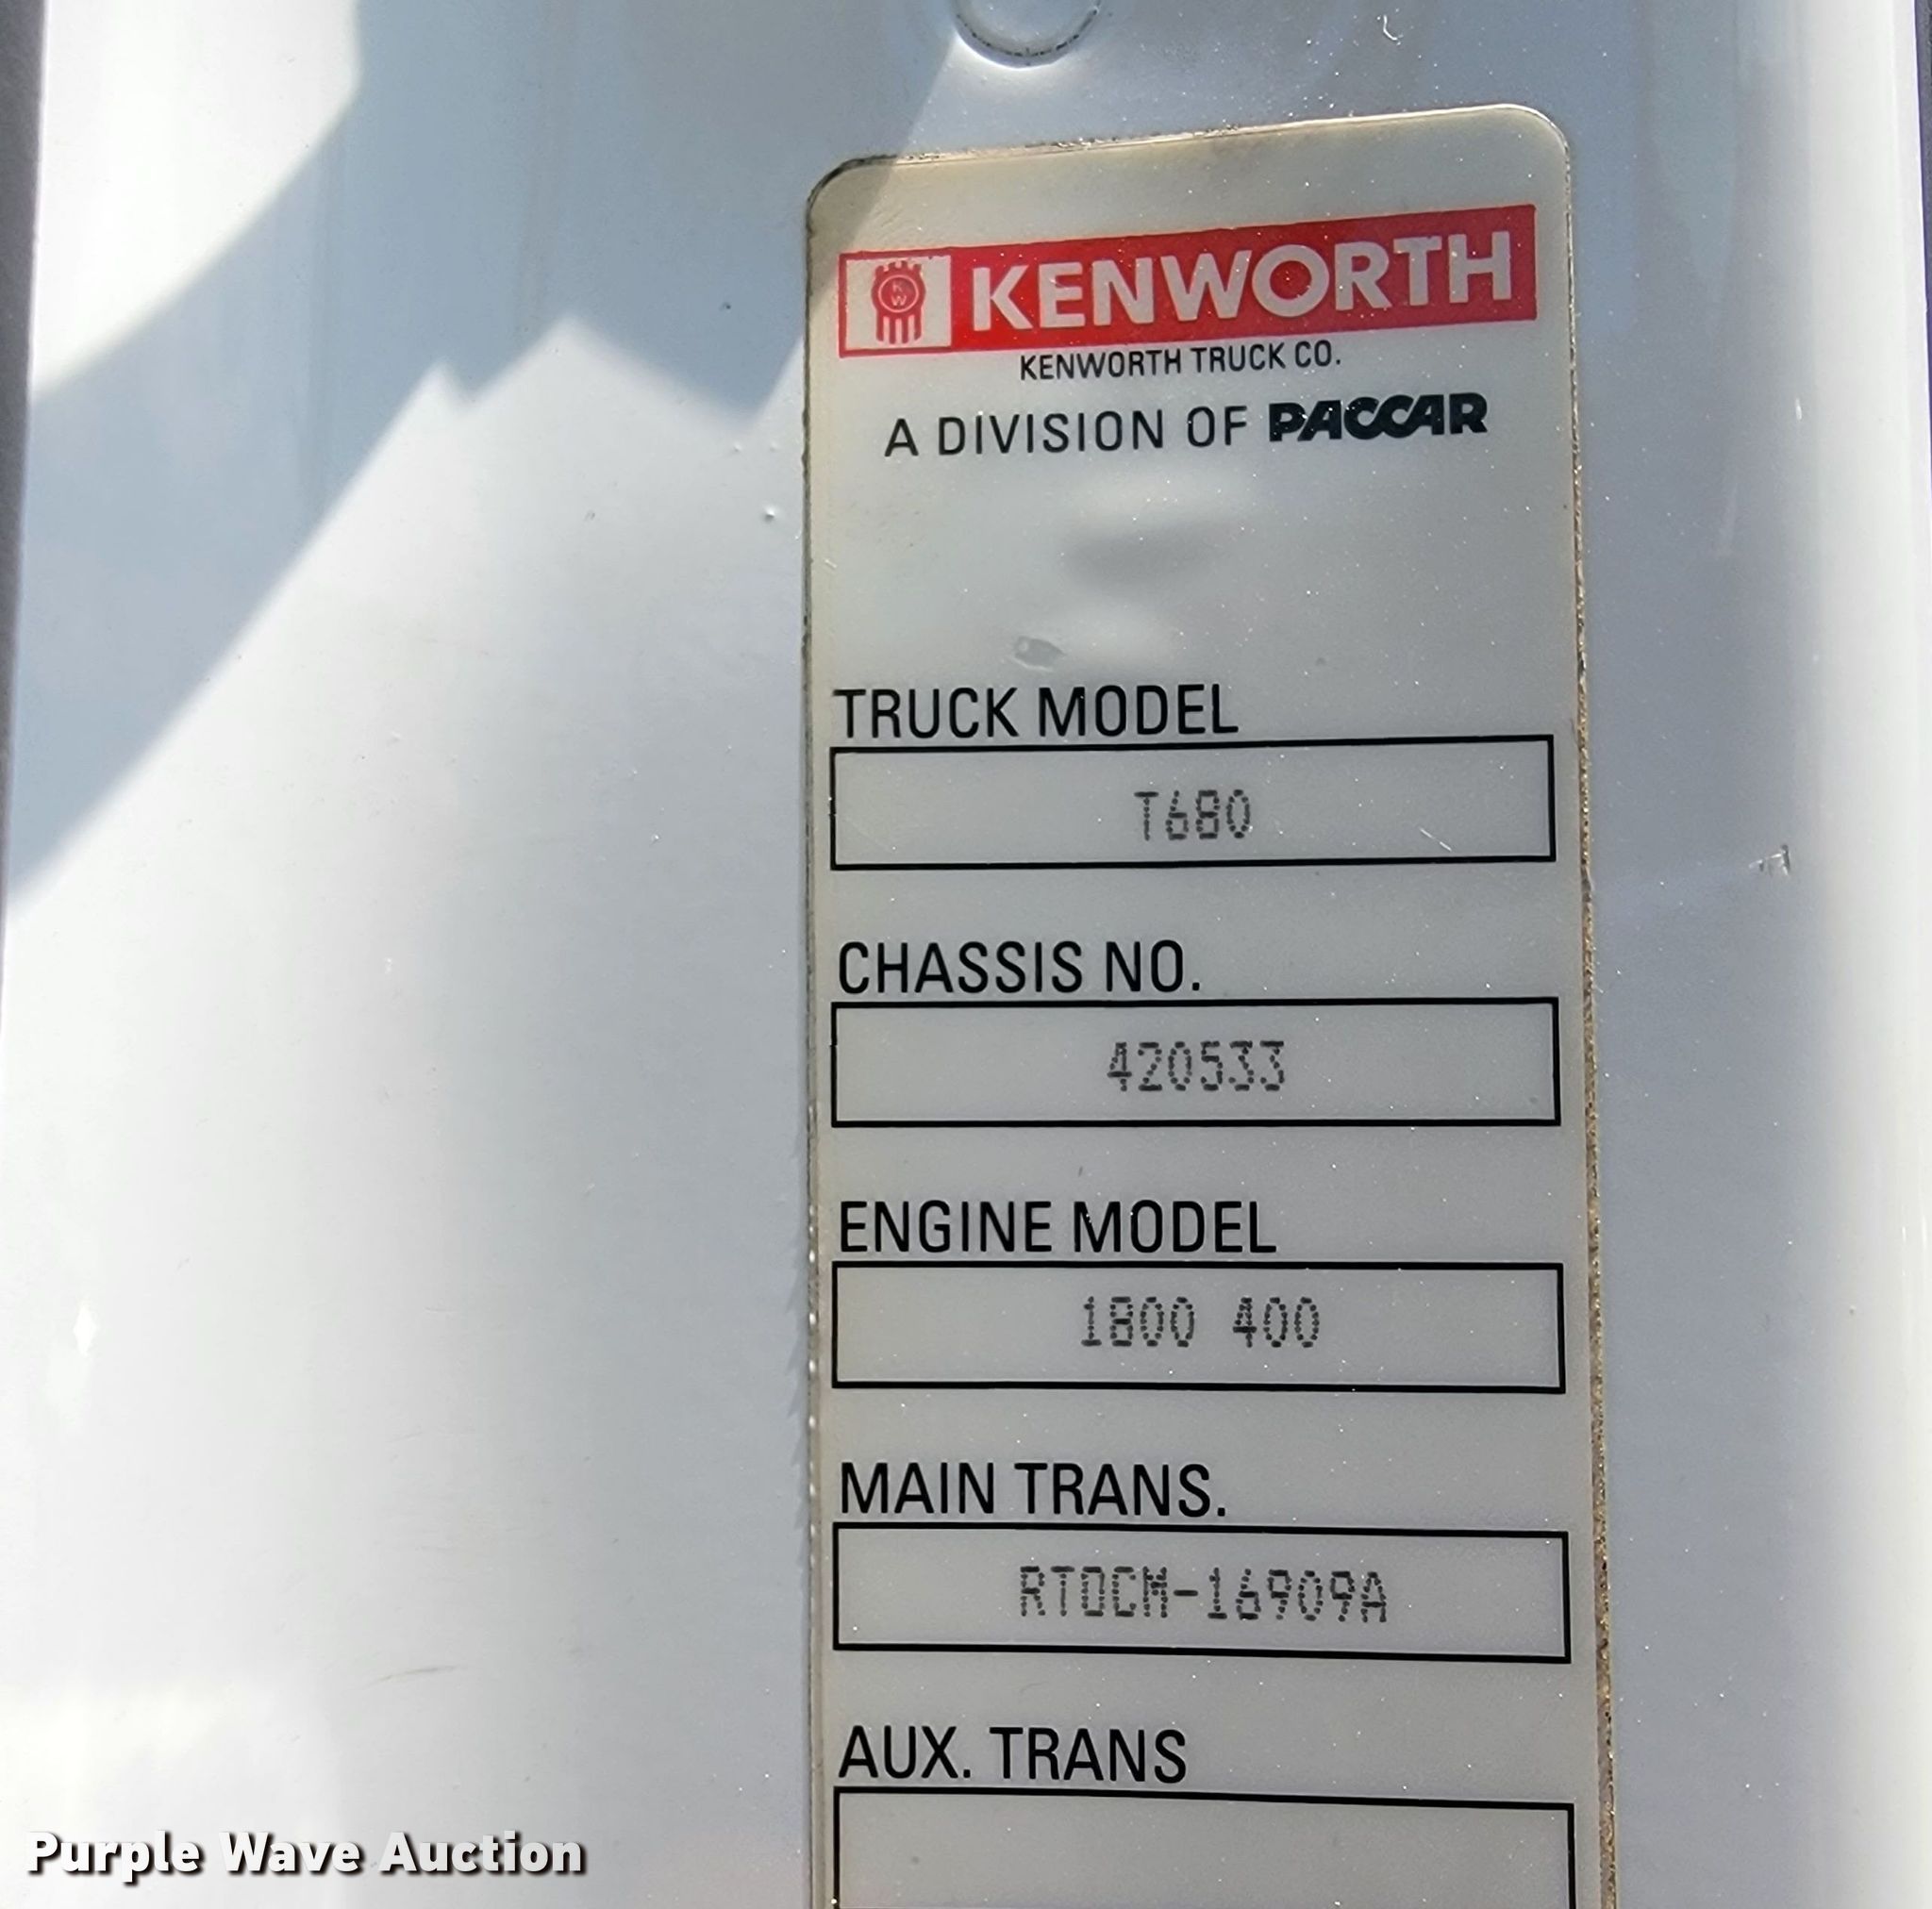 KW
KENWORTH
KENWORTH TRUCK CO.
A DIVISION OF PACCAR
TRUCK MODEL
T680
CHASSIS NO.
420533
ENGINE MODEL
1800 400
MAIN TRANS.
RTOCM-16909A
AUX. TRANS
Purple Wave Auction